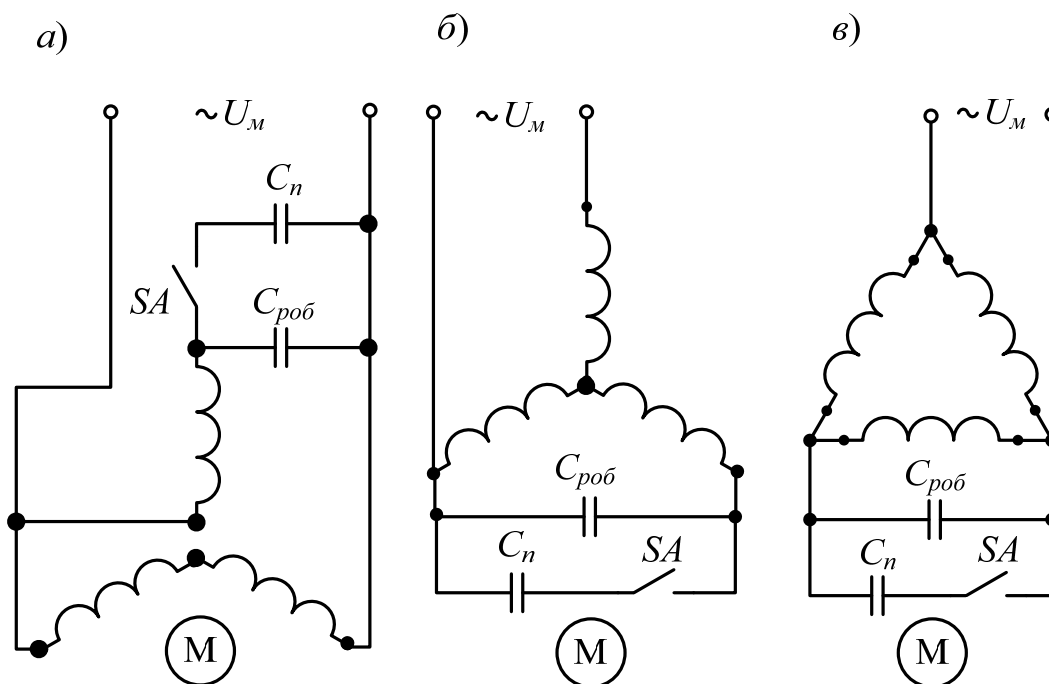 а) б) в)
~Uм ~Uм ~Uм
Cп
SA Cроб
Cроб Cроб
Cп SA Cп SA
М М М